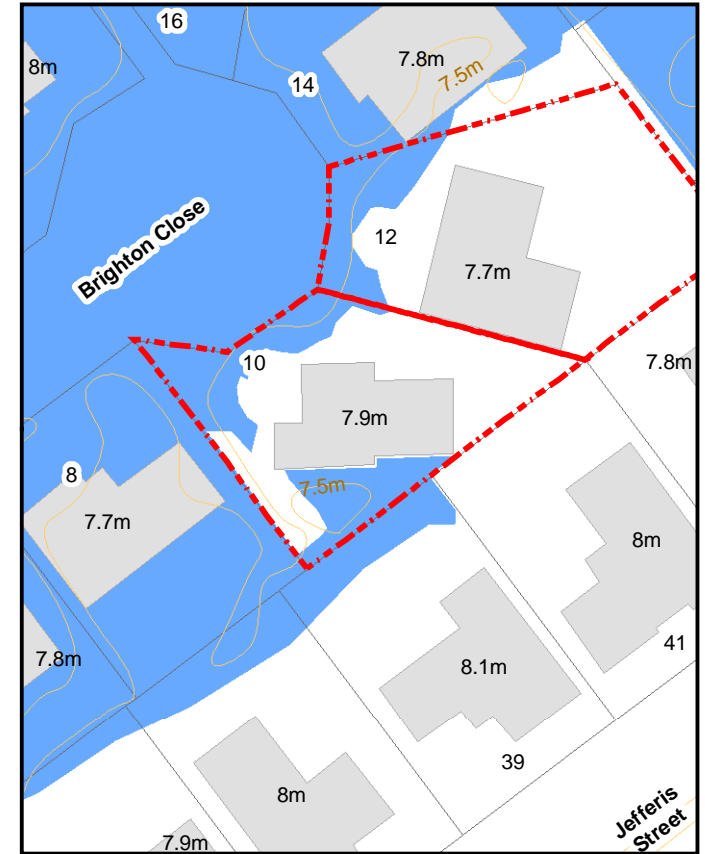 16
8m
7.8m
7.5m
14
Brighton Close
12
7.7m
10
7.8m
7.9m
8
7.5m
7.7m
8m
41
7.8m
8.1m
39
8m
Jefferis
Street
7.9m